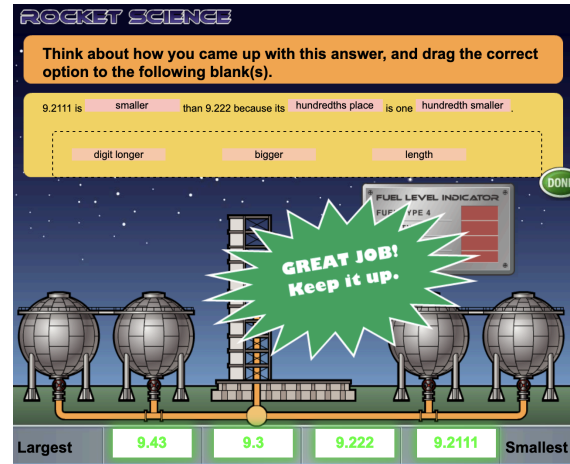 ROCKET SCIENCE
Think about how you came up with this answer, and drag the correct
option to the following blank(s).
9.2111 is smaller than 9.222 because its hundredths place is one hundredth smaller .
digit longer bigger length
DONE
FUEL LEVEL INDICATOR
TYPE 4
GREAT JOB!
Keep it up.
Largest 9.43 9.3 9.222 9.2111 Smallest